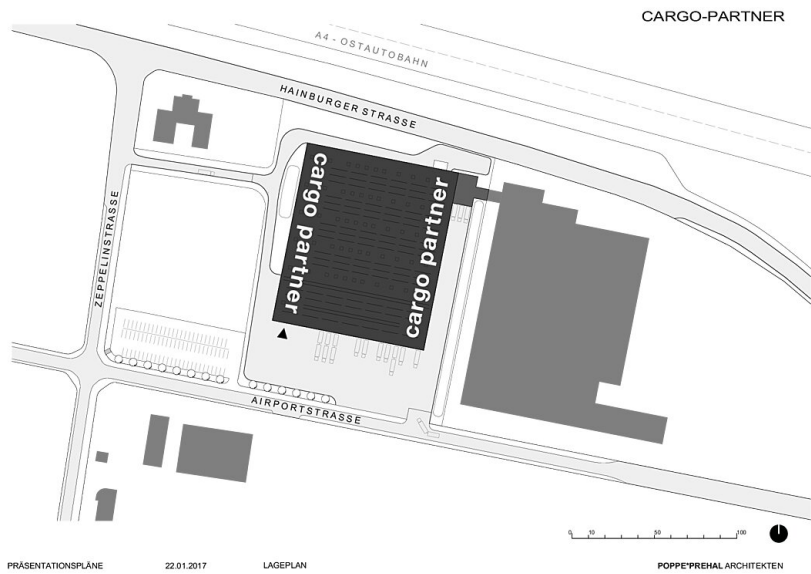 CARGO-PARTNER
A4 - OSTAUTOBAHN
HAINBURGER STRASSE
ZEPPELINSTRASSE
cargo partner
cargo partner
AIRPORTSTRASSE
0 10 50 100
PRÄSENTATIONSPLÄNE 22.01.2017 LAGEPLAN POPPE*PREHAL ARCHITEKTEN